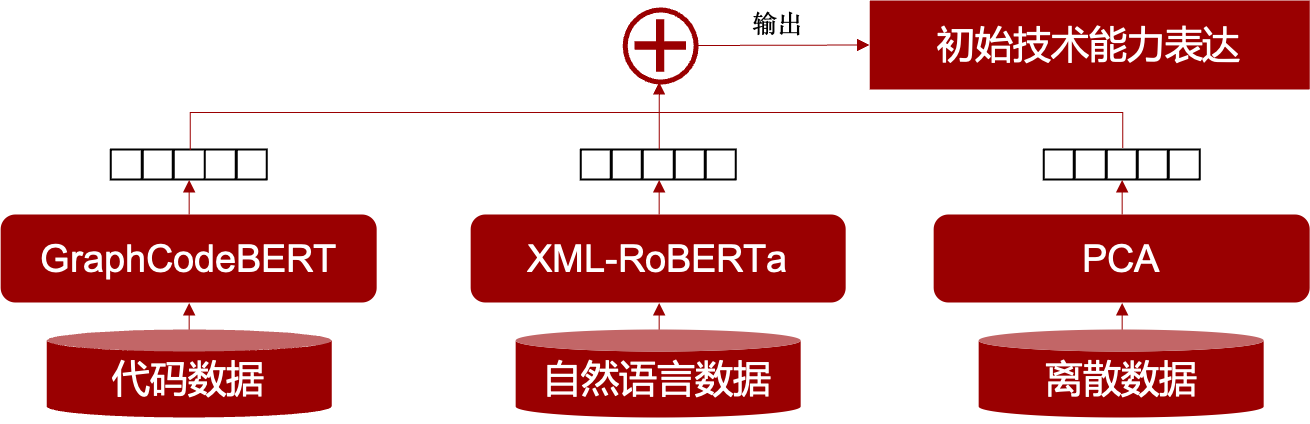 输出
初始技术能力表达
GraphCodeBERT
XML-RoBERTa
PCA
代码数据
自然语言数据
离散数据